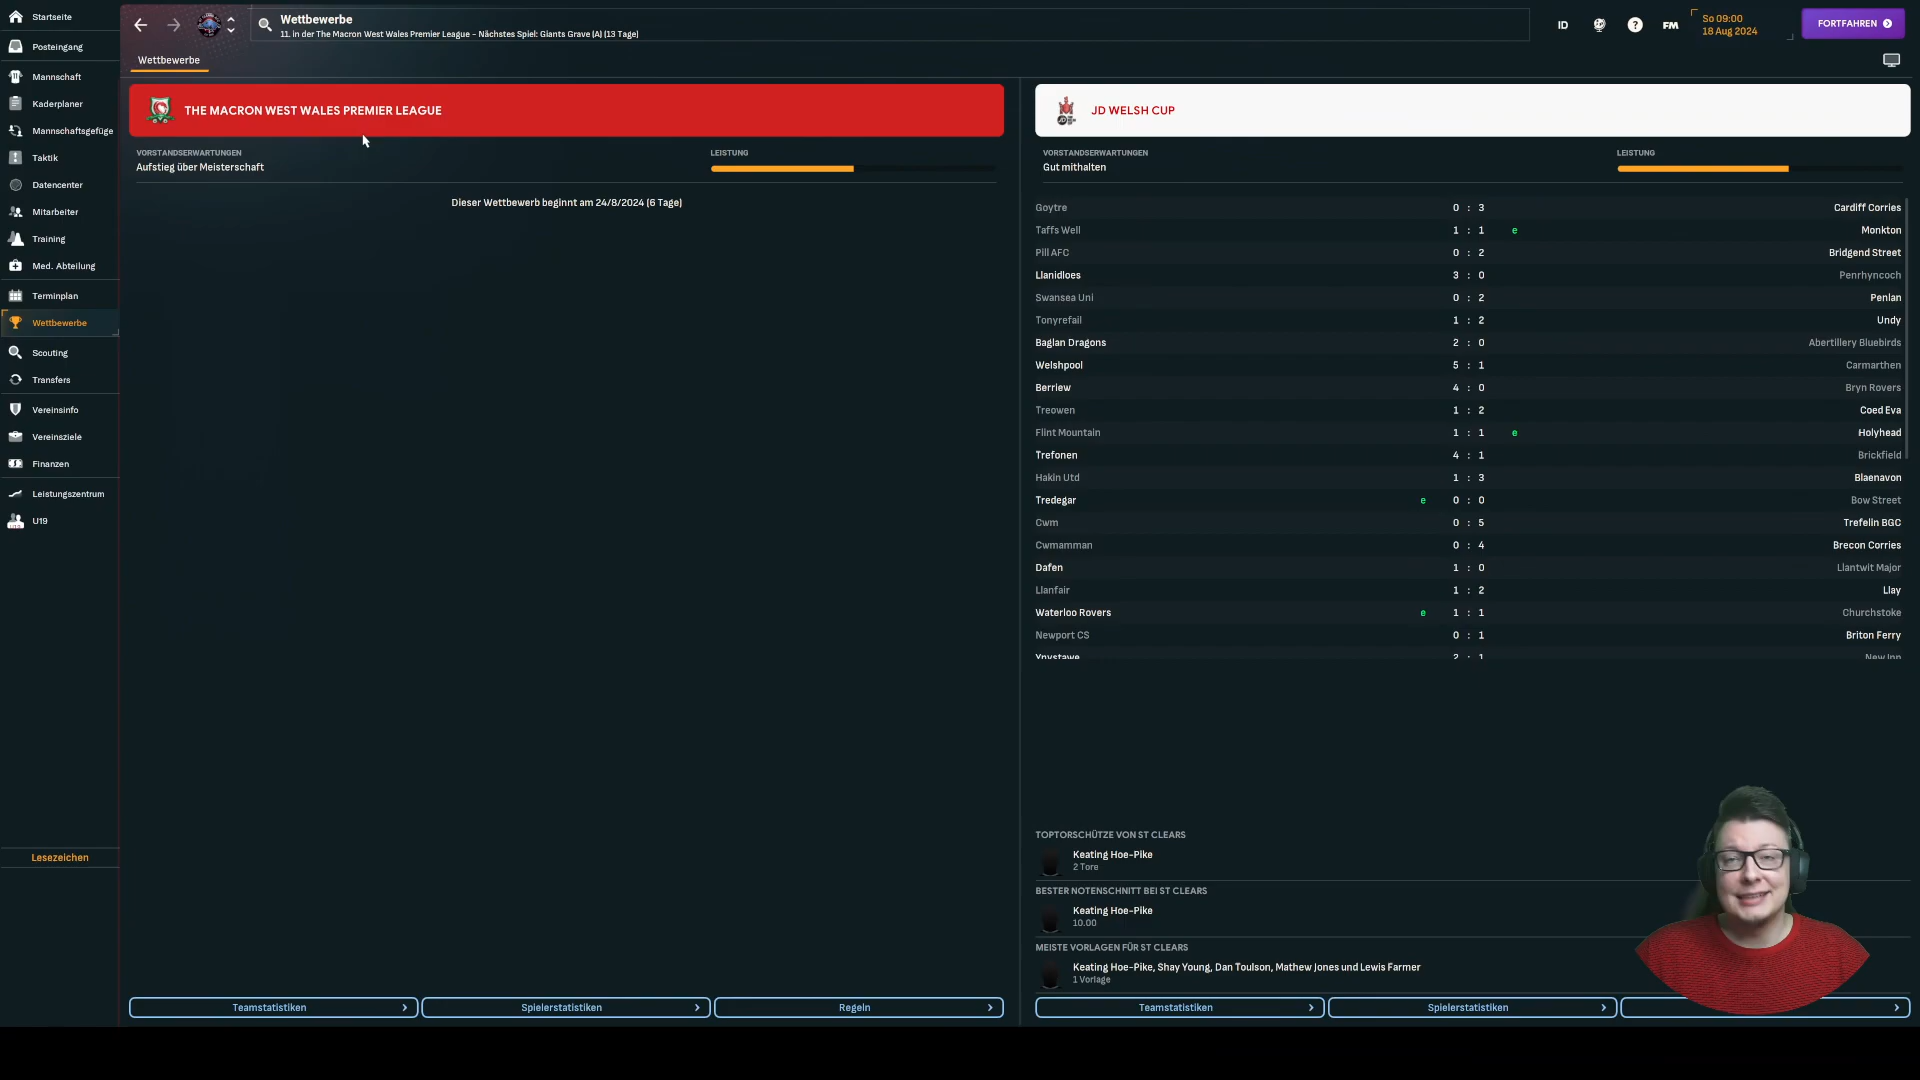 Startseite
Posteingang
Mannschaft
Kaderplaner
Mannschaftsgefüge
Taktik
Datencenter
Mitarbeiter
Training
Med. Abteilung
Terminplan
Wettbewerbe
Scouting
Transfers
Vereinsinfo
Vereinsziele
Finanzen
Leistungszentrum
U19
Lesezeichen
Wettbewerbe
11. in der The Macron West Wales Premier League - Nächstes Spiel: Giants Grave (A) (13 Tage)
ID
?
FM
So 09:00
18 Aug 2024
FORTFAHREN
Wettbewerbe
THE MACRON WEST WALES PREMIER LEAGUE
VORSTANDSERWARTUNGEN
Aufstieg über Meisterschaft
LEISTUNG
Dieser Wettbewerb beginnt am 24/8/2024 (6 Tage)
Teamstatistiken
Spielerstatistiken
Regeln
JD WELSH CUP
VORSTANDSERWARTUNGEN
Gut mithalten
LEISTUNG
Goytre 0 : 3 Cardiff Corries
Taffs Well 1 : 1 e Monkton
Pill AFC 0 : 2 Bridgend Street
Llanidloes 3 : 0 Penrhyncoch
Swansea Uni 0 : 2 Penlan
Tonyrefail 1 : 2 Undy
Baglan Dragons 2 : 0 Abertillery Bluebirds
Welshpool 5 : 1 Carmarthen
Berriew 4 : 0 Bryn Rovers
Treowen 1 : 2 Coed Eva
Flint Mountain 1 : 1 e Holyhead
Trefonen 4 : 1 Brickfield
Hakin Utd 1 : 3 Blaenavon
Tredegar e 0 : 0 Bow Street
Cwm 0 : 5 Trefelin BGC
Cwmamman 0 : 4 Brecon Corries
Dafen 1 : 0 Llantwit Major
Llanfair 1 : 2 Llay
Waterloo Rovers e 1 : 1 Churchstoke
Newport CS 0 : 1 Briton Ferry
Ynystawe 2 : 1 New Inn
TOPTORSCHÜTZE VON ST CLEARS
Keating Hoe-Pike
2 Tore
BESTER NOTENSCHNITT BEI ST CLEARS
Keating Hoe-Pike
10.00
MEISTE VORLAGEN FÜR ST CLEARS
Keating Hoe-Pike, Shay Young, Dan Toulson, Mathew Jones und Lewis Farmer
1 Vorlage
Teamstatistiken
Spielerstatistiken